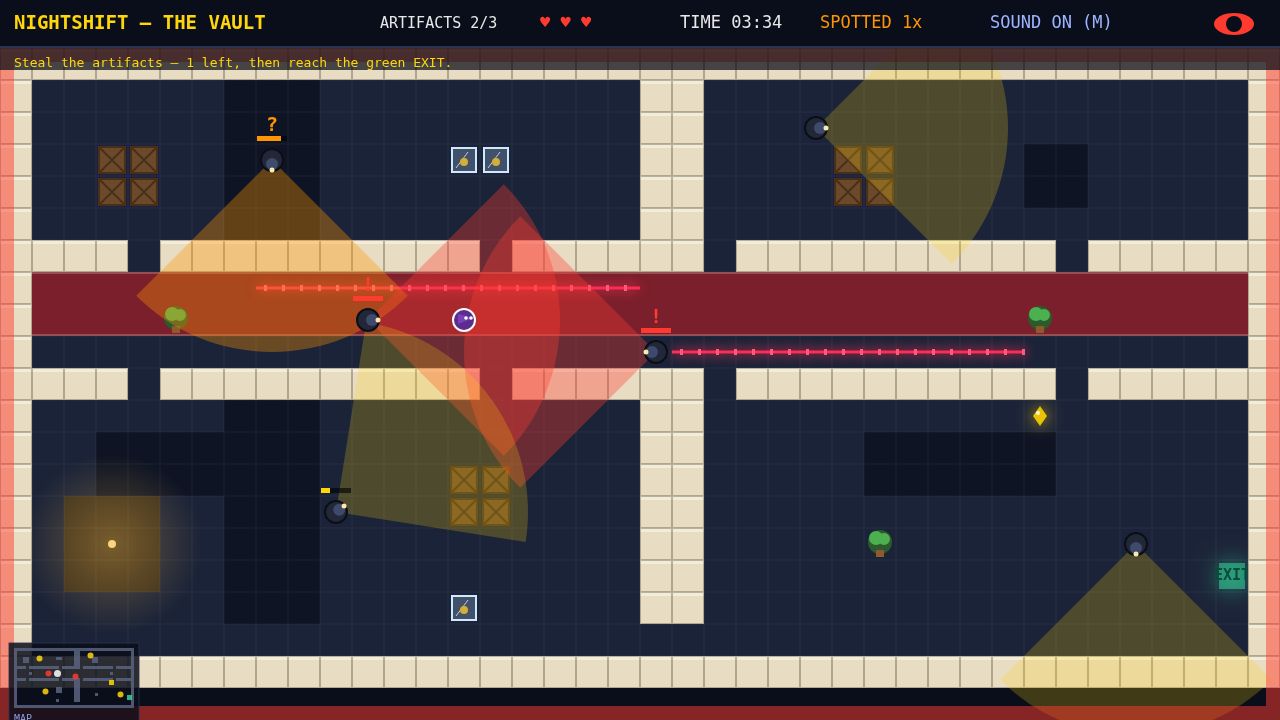 NIGHTSHIFT — THE VAULT ARTIFACTS 2/3 ♥ ♥ ♥ TIME 03:34 SPOTTED 1x SOUND ON (M)
Steal the artifacts — 1 left, then reach the green EXIT.
?
!
!
EXIT
MAP